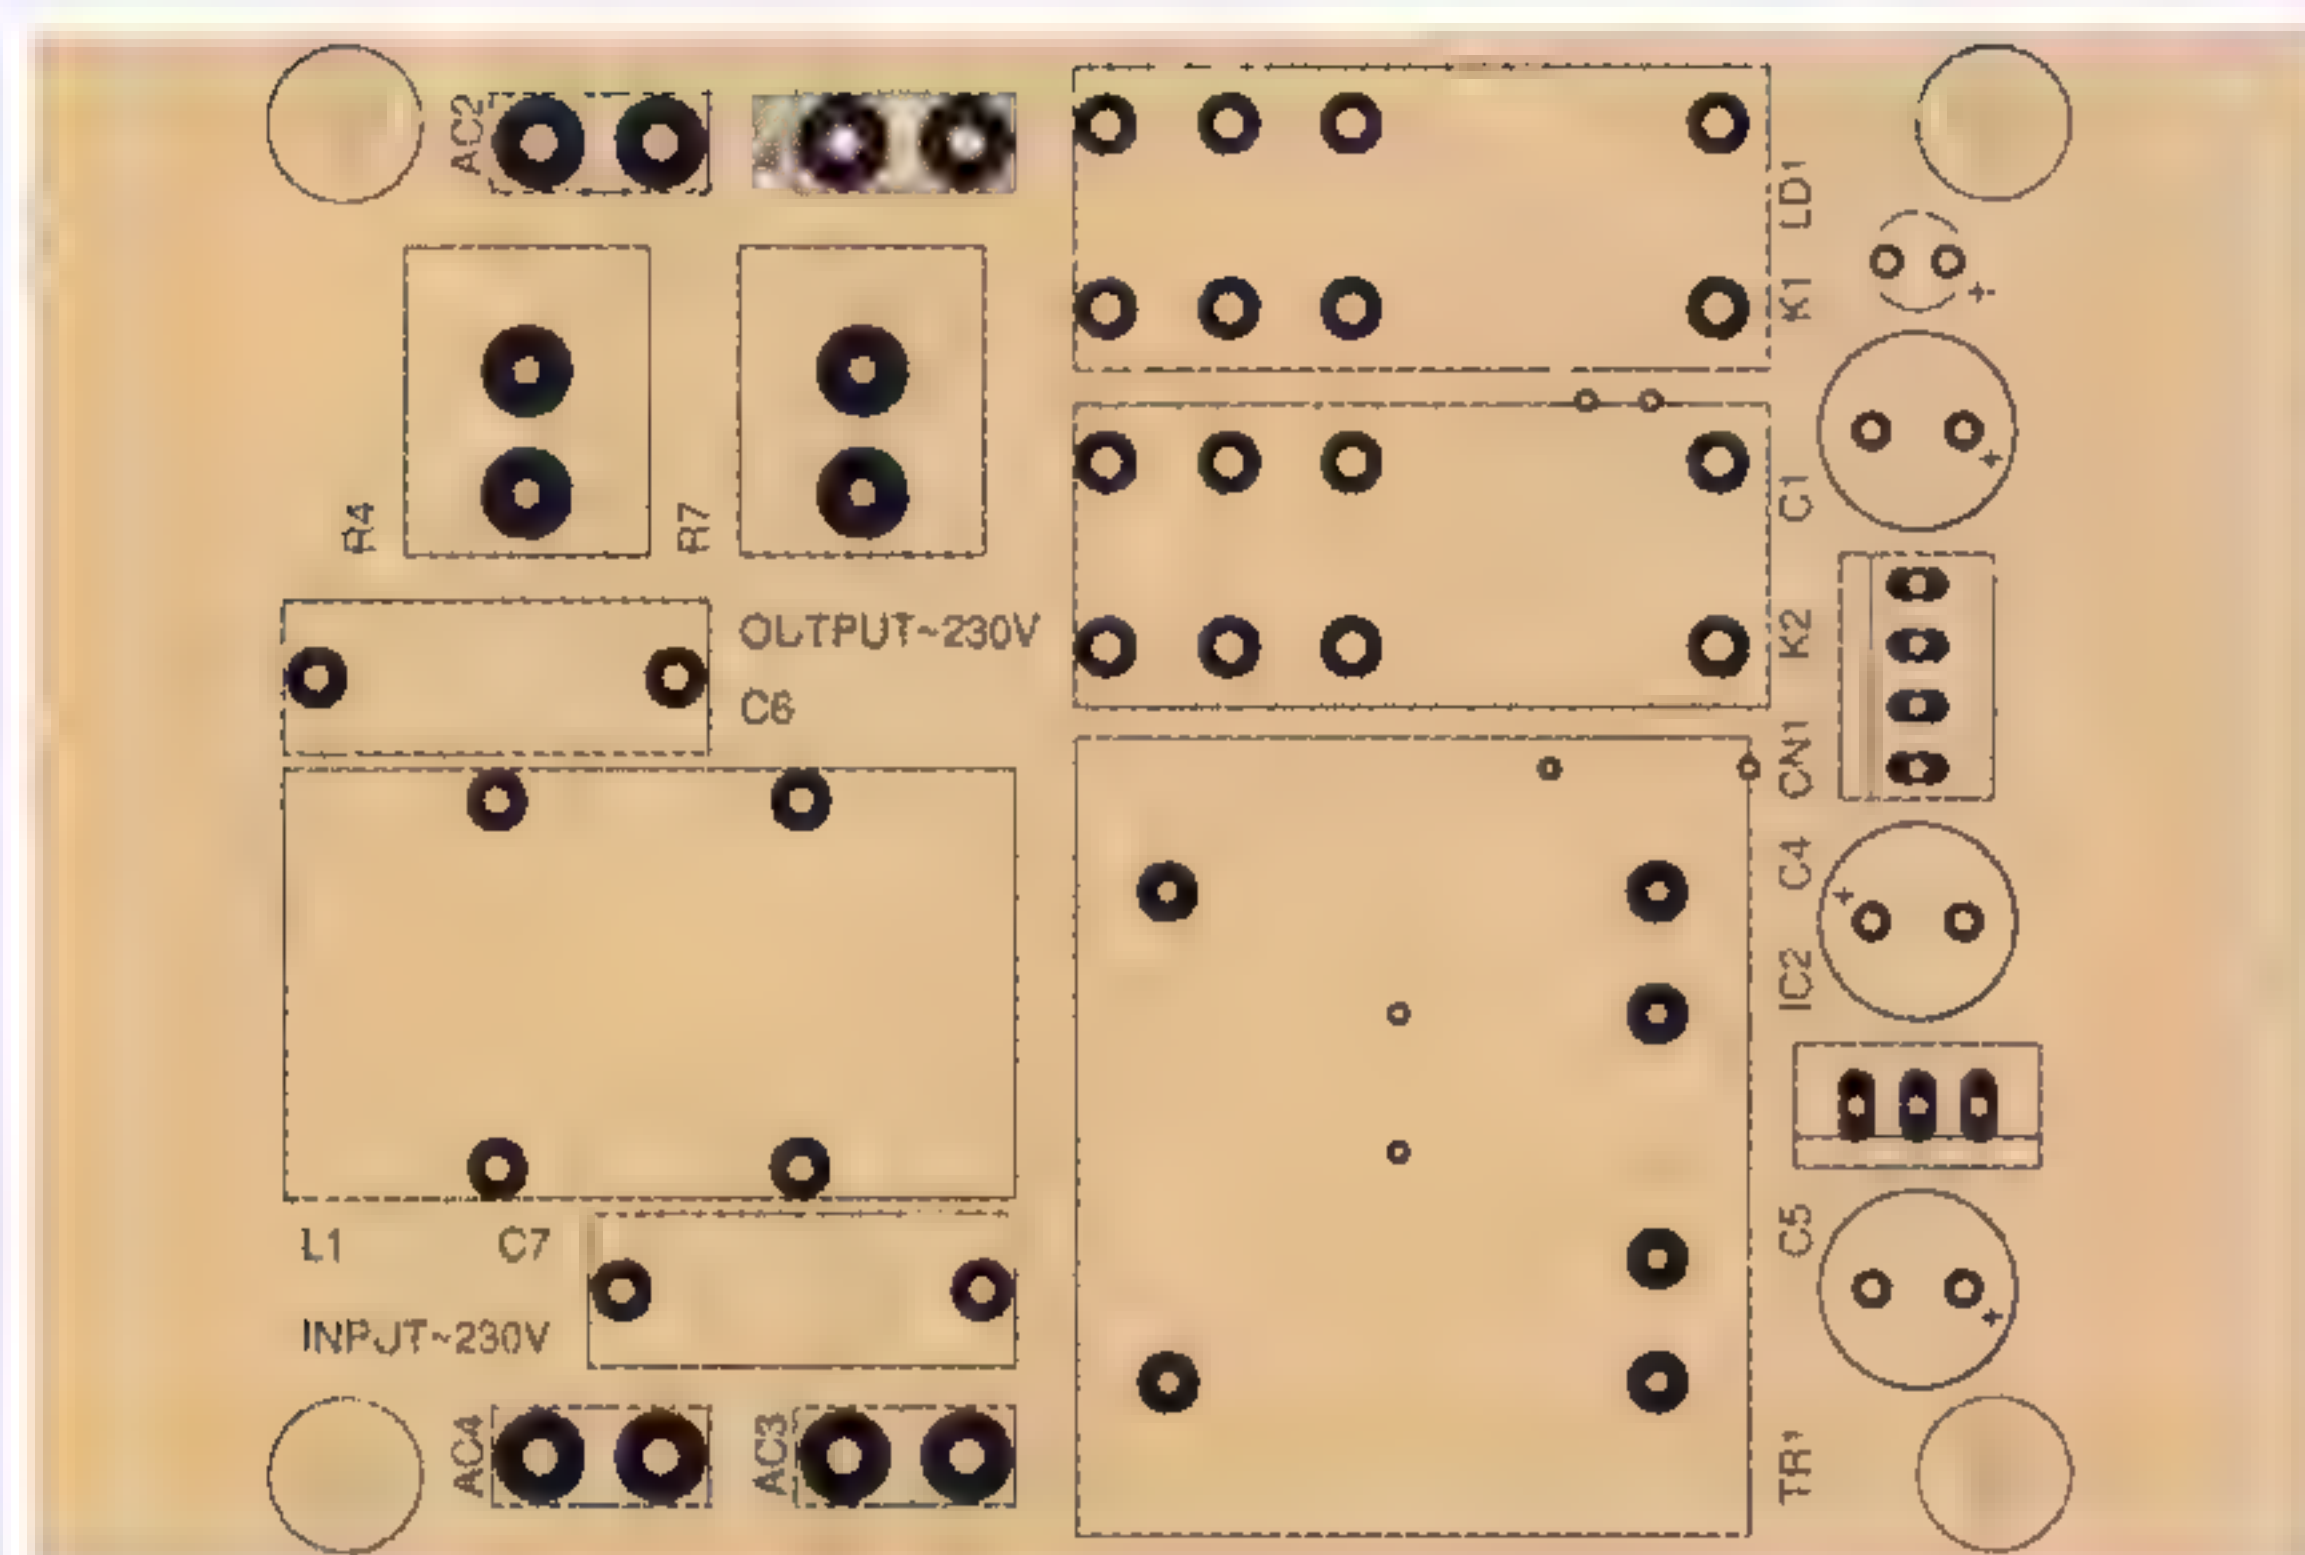 AC2
LD1
K1
R4
R7
C1
OUTPUT~230V
K2
C6
CN1
C4
IC2
L1
C7
C5
INPUT~230V
AC4
AC3
TR1